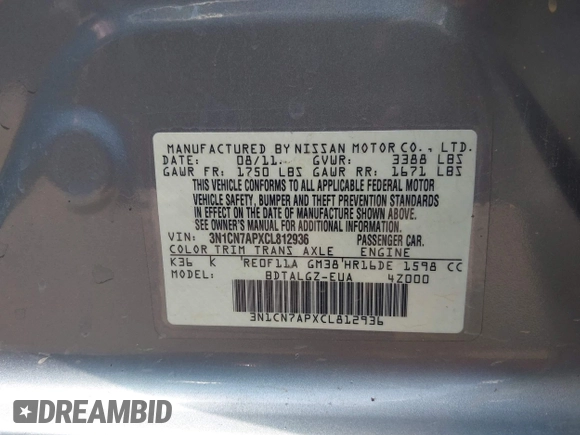 MANUFACTURED BY NISSAN MOTOR CO., LTD.
DATE: 08/11 GVWR: 3388 LBS
GAWR FR: 1750 LBS GAWR RR: 1671 LBS
THIS VEHICLE CONFORMS TO ALL APPLICABLE FEDERAL MOTOR
VEHICLE SAFETY, BUMPER AND THEFT PREVENTION STANDARDS
IN EFFECT ON THE DATE OF MANUFACTURE SHOWN ABOVE.
SEE OWNER'S MANUAL FOR ADDITIONAL INFORMATION.
VIN: 3N1CN7APXCL812936 PASSENGER CAR.
COLOR TRIM TRANS AXLE ENGINE
K36 K RE0F11A GM38 HR16DE 1598 CC
MODEL: BDTALGZ-EUA 4Z000
3N1CN7APXCL812936
DREAMBID